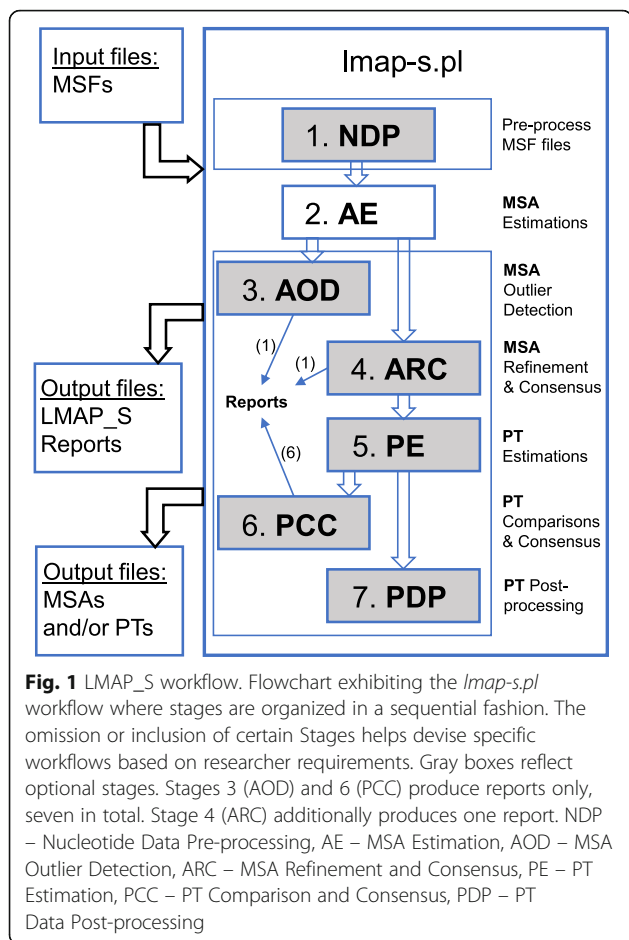 Input files:
MSFs
lmap-s.pl
1. NDP
Pre-process
MSF files
2. AE
MSA
Estimations
3. AOD
MSA
Outlier
Detection
(1)
(1)
4. ARC
MSA
Refinement
& Consensus
Reports
Output files:
LMAP_S
Reports
(6)
5. PE
PT
Estimations
6. PCC
PT
Comparisons
& Consensus
Output files:
MSAs
and/or PTs
7. PDP
PT Post-
processing
Fig. 1 LMAP_S workflow. Flowchart exhibiting the lmap-s.pl
workflow where stages are organized in a sequential fashion. The
omission or inclusion of certain Stages helps devise specific
workflows based on researcher requirements. Gray boxes reflect
optional stages. Stages 3 (AOD) and 6 (PCC) produce reports only,
seven in total. Stage 4 (ARC) additionally produces one report. NDP
– Nucleotide Data Pre-processing, AE – MSA Estimation, AOD – MSA
Outlier Detection, ARC – MSA Refinement and Consensus, PE – PT
Estimation, PCC – PT Comparison and Consensus, PDP – PT
Data Post-processing